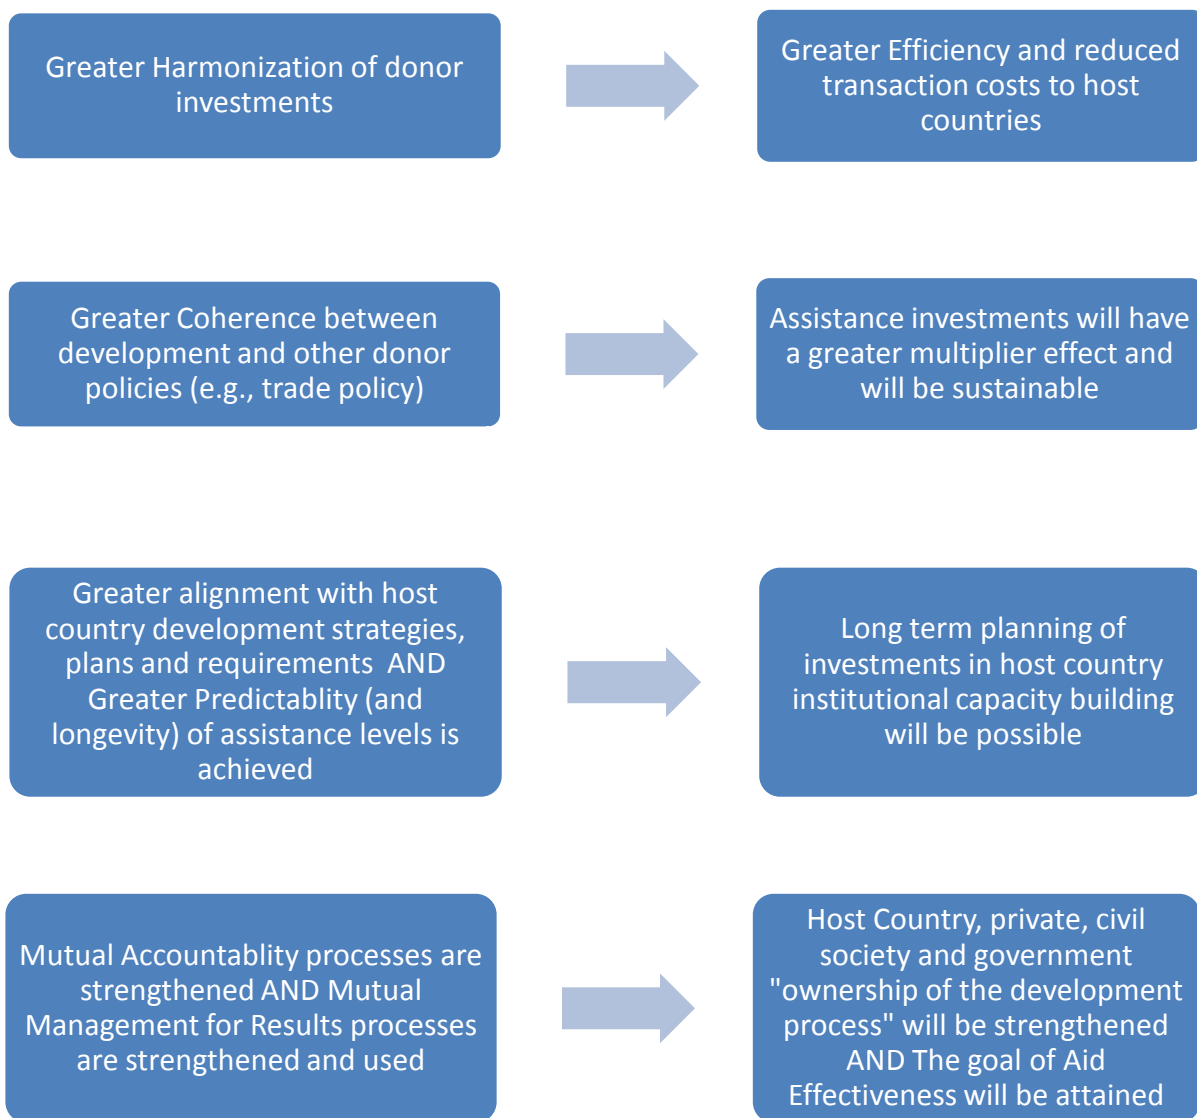 Greater Harmonization of donor
investments
Greater Efficiency and reduced
transaction costs to host
countries
Greater Coherence between
development and other donor
policies (e.g., trade policy)
Assistance investments will have
a greater multiplier effect and
will be sustainable
Greater alignment with host
country development strategies,
plans and requirements  AND
Greater Predictablity (and
longevity) of assistance levels is
achieved
Long term planning of
investments in host country
institutional capacity building
will be possible
Mutual Accountablity processes are
strengthened AND Mutual
Management for Results processes
are strengthened and used
Host Country, private, civil
society and government
"ownership of the development
process" will be strengthened
AND The goal of Aid
Effectiveness will be attained